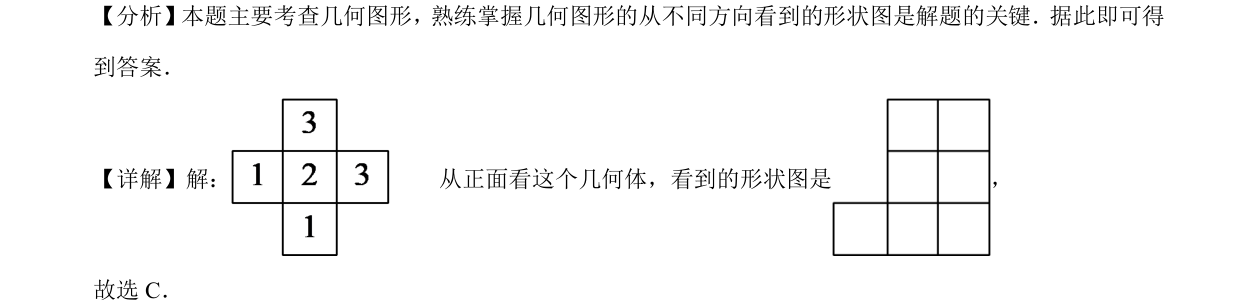 【分析】本题主要考查几何图形，熟练掌握几何图形的从不同方向看到的形状图是解题的关键．据此即可得
到答案．
3
【详解】解： 1 2 3 从正面看这个几何体，看到的形状图是 ，
1
故选 C．